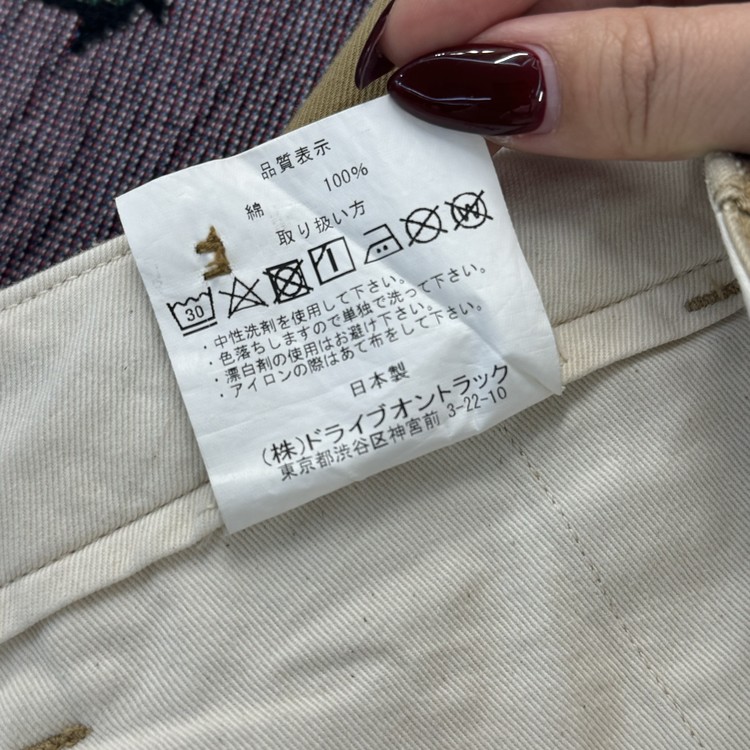 品質表示
綿 100%
取り扱い方
30 W
・中性洗剤を使用して下さい。
・色落ちしますので単独で洗って下さい。
・漂白剤の使用はお避け下さい。
・アイロンの際はあて布をして下さい。
日本製
(株)ドライブオントラック
東京都渋谷区神宮前 3-22-10